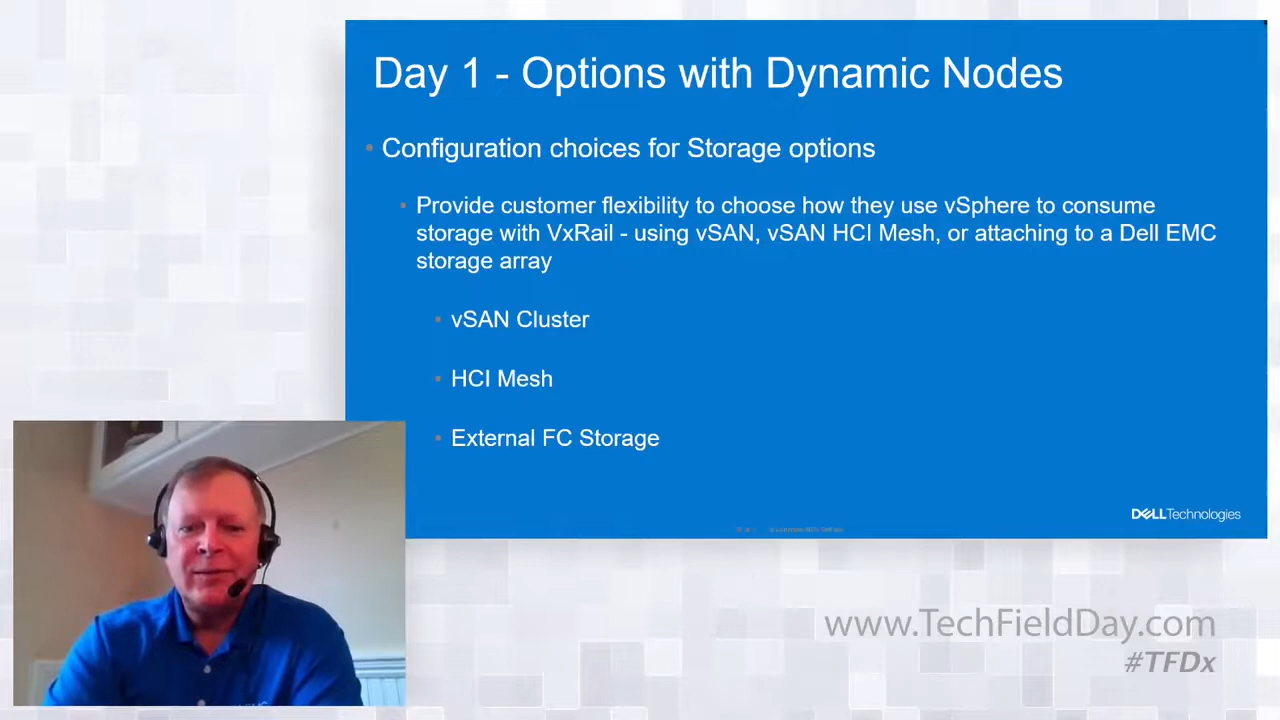 Day 1 - Options with Dynamic Nodes
Configuration choices for Storage options
Provide customer flexibility to choose how they use vSphere to consume
storage with VxRail - using vSAN, vSAN HCI Mesh, or attaching to a Dell EMC
storage array
vSAN Cluster
HCI Mesh
External FC Storage
DELLTechnologies
www.TechFieldDay.com
#TFDx